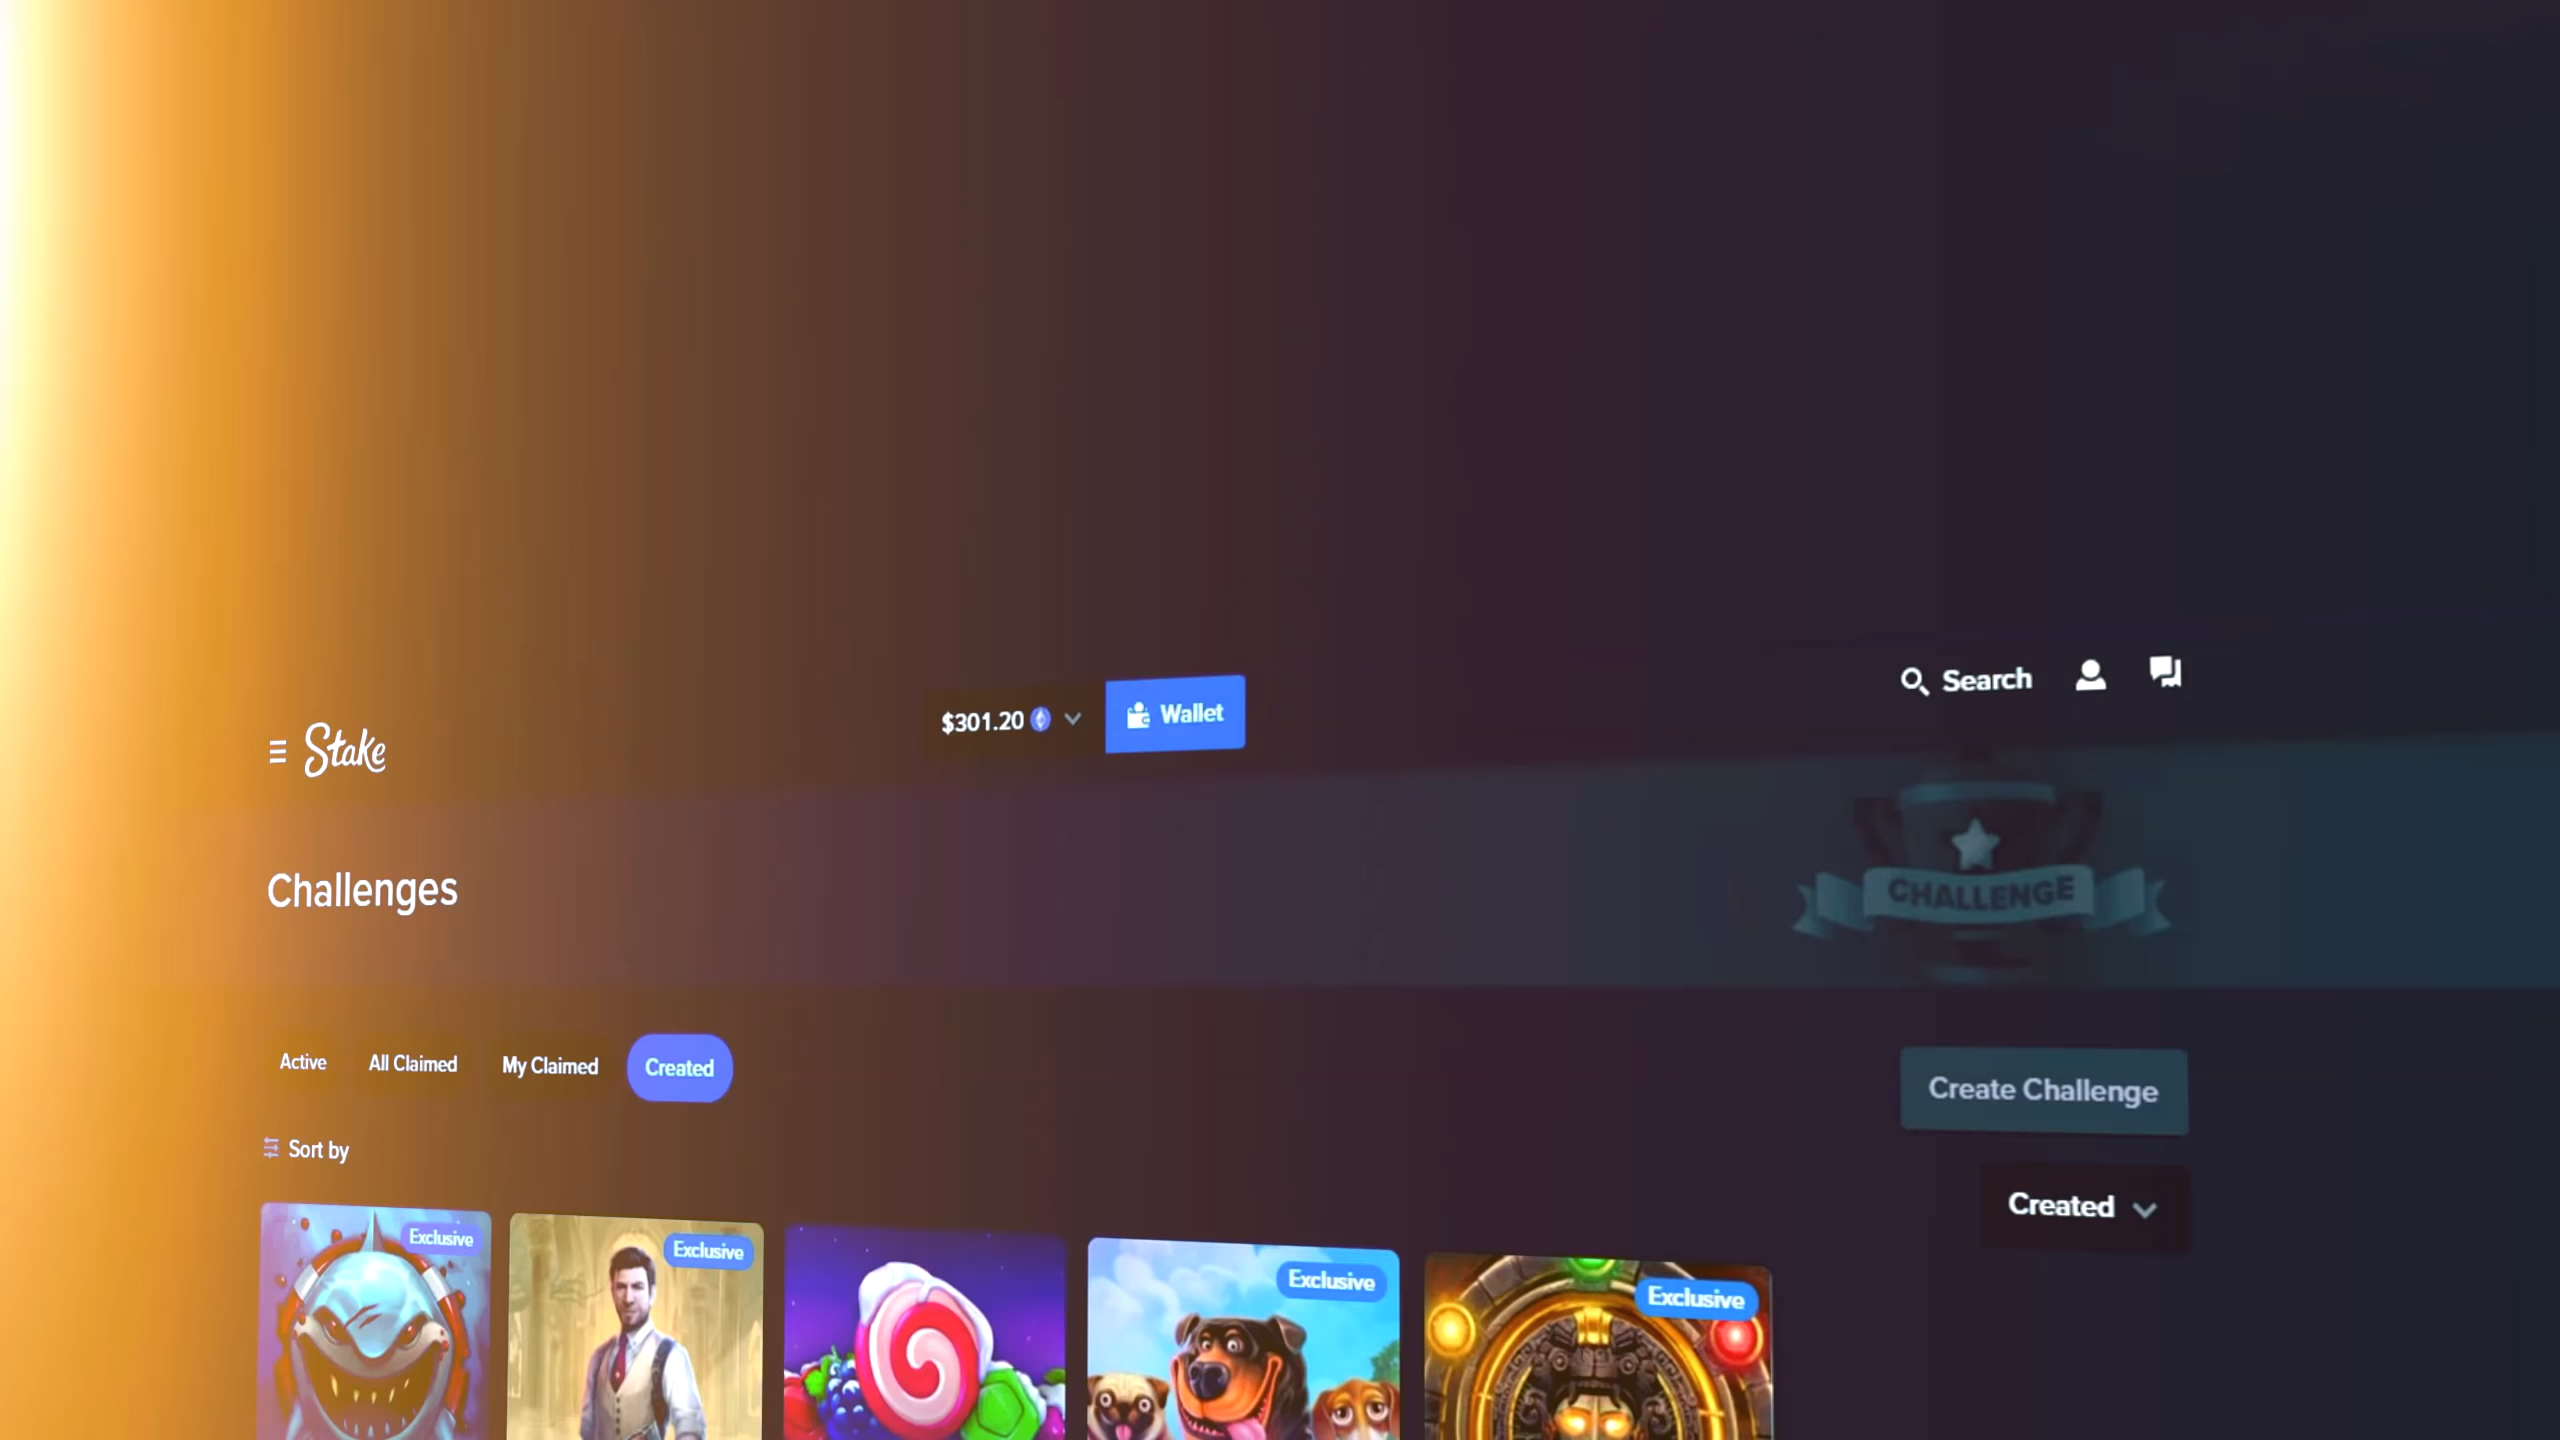 Stake
$301.20
Wallet
Search
Challenges
CHALLENGE
Active
All Claimed
My Claimed
Created
Create Challenge
Sort by
Created
Exclusive
Exclusive
Exclusive
Exclusive